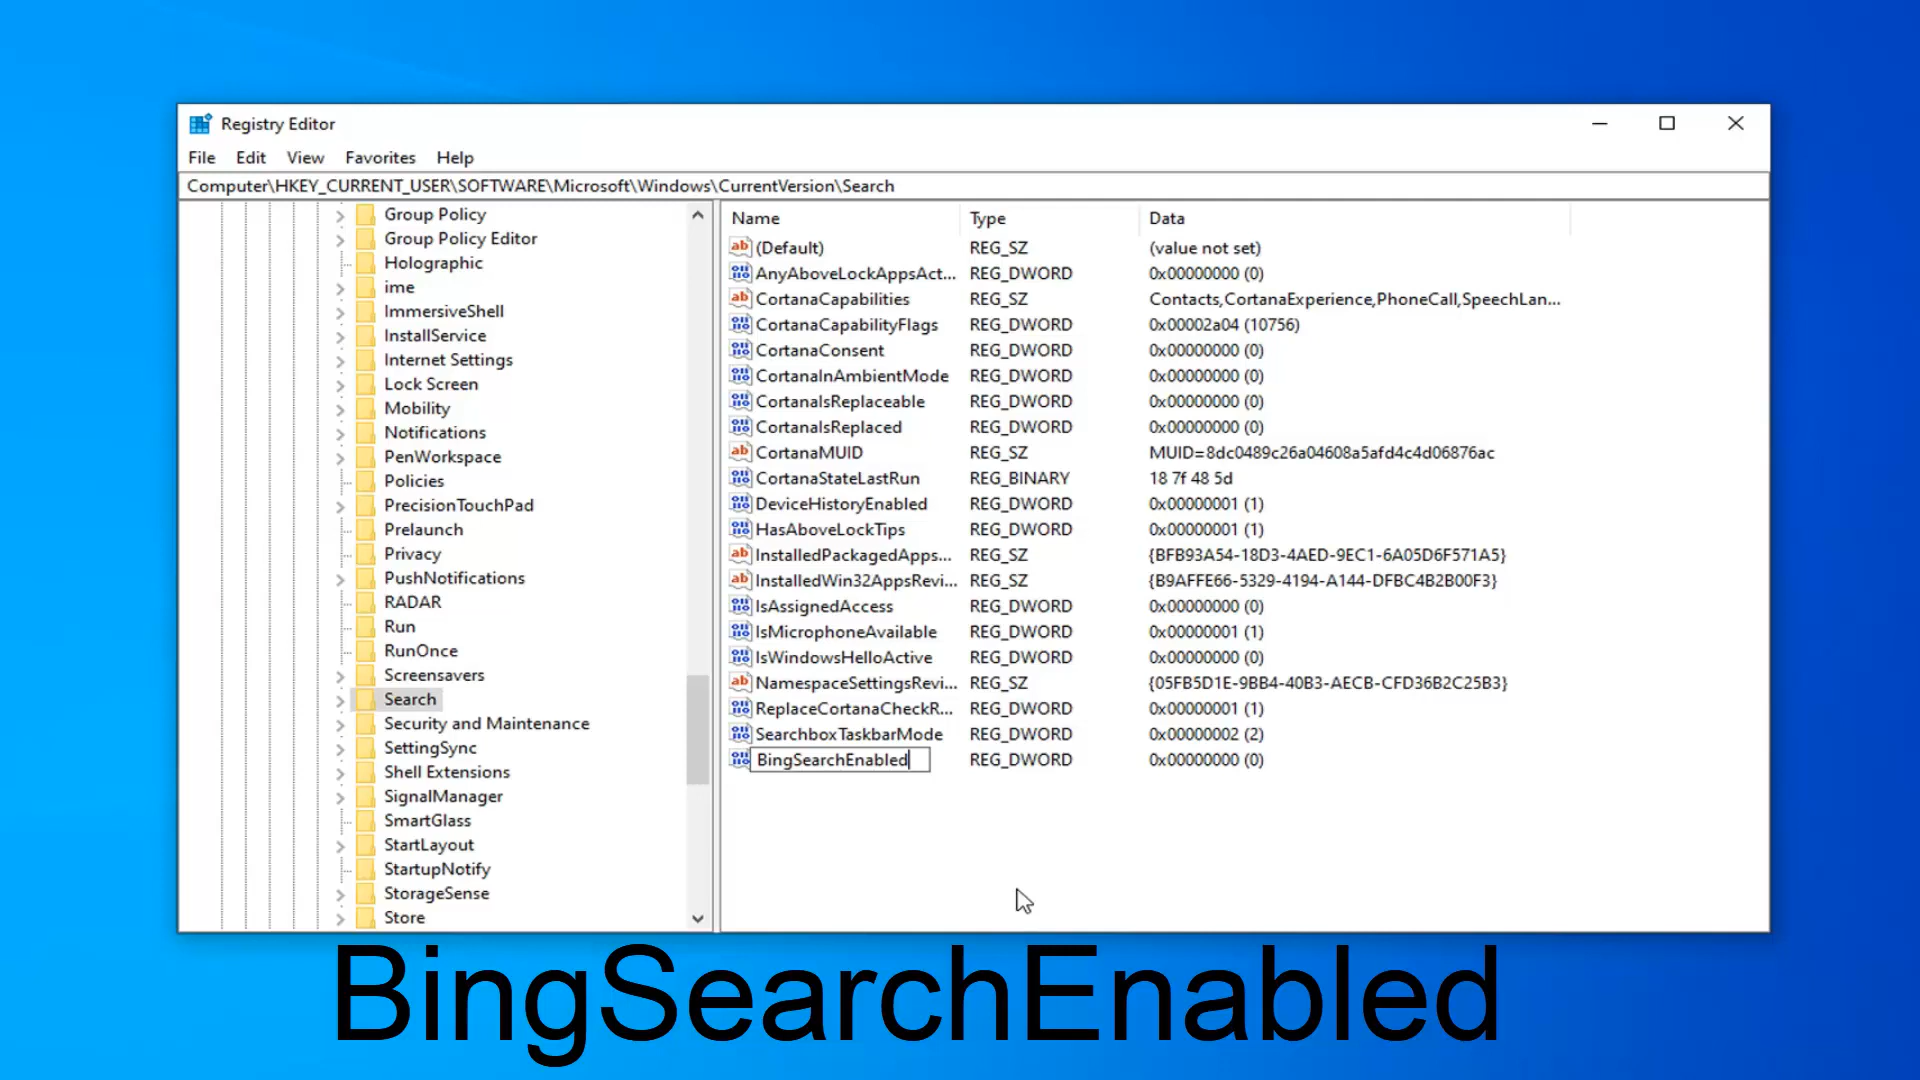 Registry Editor
File Edit View Favorites Help
Computer\HKEY_CURRENT_USER\SOFTWARE\Microsoft\Windows\CurrentVersion\Search
Group Policy
Group Policy Editor
Holographic
ime
ImmersiveShell
InstallService
Internet Settings
Lock Screen
Mobility
Notifications
PenWorkspace
Policies
PrecisionTouchPad
Prelaunch
Privacy
PushNotifications
RADAR
Run
RunOnce
Screensavers
Search
Security and Maintenance
SettingSync
Shell Extensions
SignalManager
SmartGlass
StartLayout
StartupNotify
StorageSense
Store
Name Type Data
(Default) REG_SZ (value not set)
AnyAboveLockAppsAct... REG_DWORD 0x00000000 (0)
CortanaCapabilities REG_SZ Contacts,CortanaExperience,PhoneCall,SpeechLan...
CortanaCapabilityFlags REG_DWORD 0x00002a04 (10756)
CortanaConsent REG_DWORD 0x00000000 (0)
CortanaInAmbientMode REG_DWORD 0x00000000 (0)
CortanaIsReplaceable REG_DWORD 0x00000000 (0)
CortanaIsReplaced REG_DWORD 0x00000000 (0)
CortanaMUID REG_SZ MUID=8dc0489c26a04608a5afd4c4d06876ac
CortanaStateLastRun REG_BINARY 18 7f 48 5d
DeviceHistoryEnabled REG_DWORD 0x00000001 (1)
HasAboveLockTips REG_DWORD 0x00000001 (1)
InstalledPackagedApps... REG_SZ {BFB93A54-18D3-4AED-9EC1-6A05D6F571A5}
InstalledWin32AppsRevi... REG_SZ {B9AFFE66-5329-4194-A144-DFBC4B2B00F3}
IsAssignedAccess REG_DWORD 0x00000000 (0)
IsMicrophoneAvailable REG_DWORD 0x00000001 (1)
IsWindowsHelloActive REG_DWORD 0x00000000 (0)
NamespaceSettingsRevi... REG_SZ {05FB5D1E-9BB4-40B3-AECB-CFD36B2C25B3}
ReplaceCortanaCheckR... REG_DWORD 0x00000001 (1)
SearchboxTaskbarMode REG_DWORD 0x00000002 (2)
BingSearchEnabled REG_DWORD 0x00000000 (0)
BingSearchEnabled